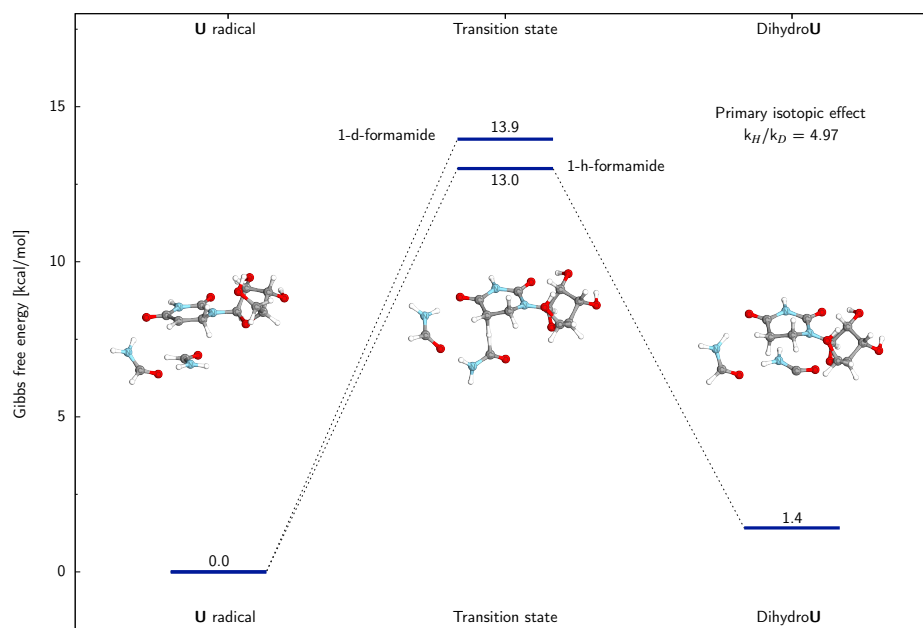 U radical Transition state DihydroU
15
10
5
0
Gibbs free energy [kcal/mol]
13.9
1-d-formamide
Primary isotopic effect
kH/kD = 4.97
1-h-formamide
13.0
0.0
1.4
U radical Transition state DihydroU